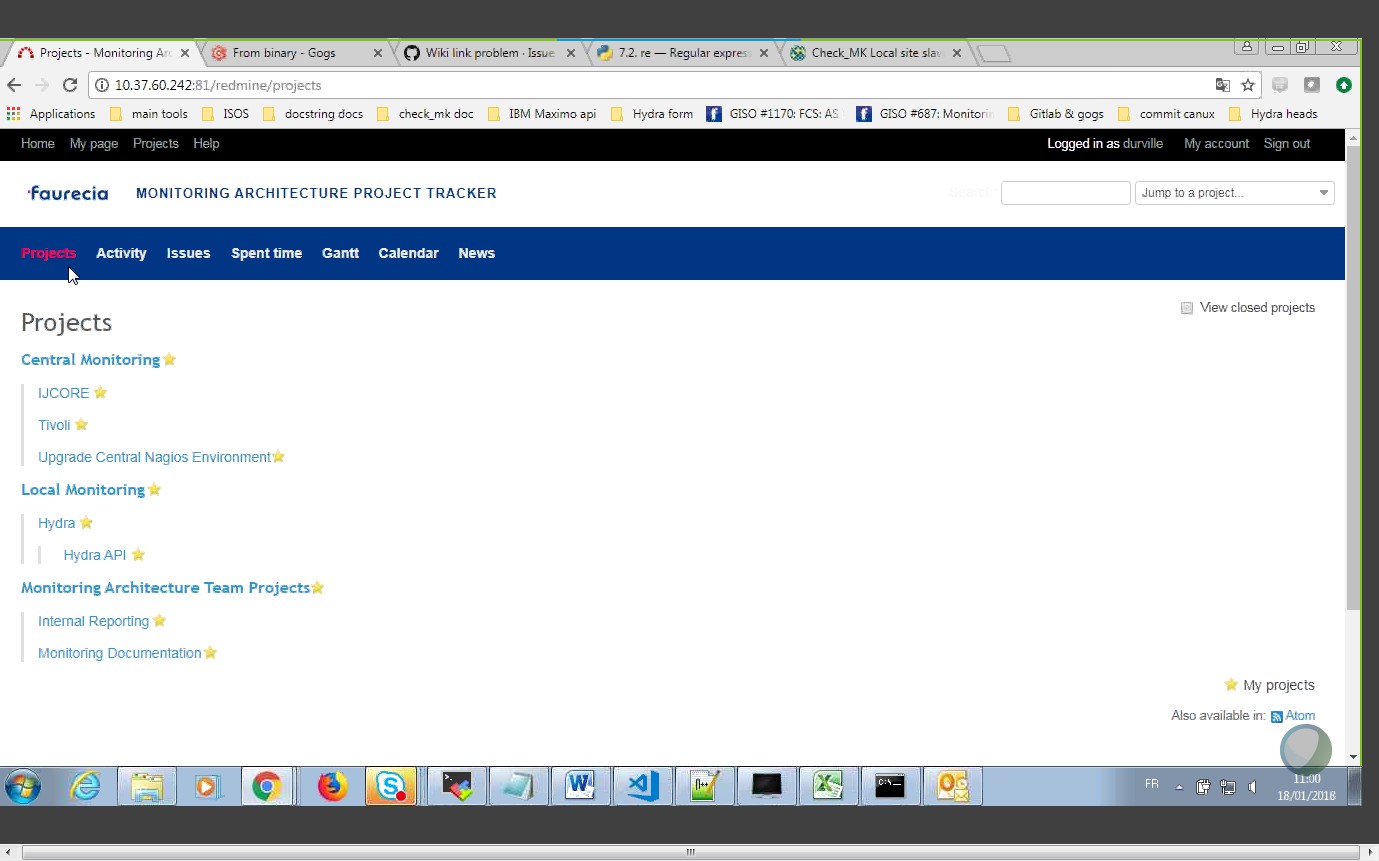 Projects - Monitoring Arc
From binary - Gogs
Wiki link problem · Issue
7.2. re — Regular expres
Check_MK Local site slav
10.37.60.242:81/redmine/projects
Applications main tools ISOS docstring docs check_mk doc IBM Maximo api Hydra form GISO #1170: FCS: AS GISO #687: Monitorin Gitlab & gogs commit canux Hydra heads
Home My page Projects Help
Logged in as durville My account Sign out
faurecia
MONITORING ARCHITECTURE PROJECT TRACKER
Search:
Jump to a project...
Projects Activity Issues Spent time Gantt Calendar News
View closed projects
Projects
Central Monitoring
IJCORE
Tivoli
Upgrade Central Nagios Environment
Local Monitoring
Hydra
Hydra API
Monitoring Architecture Team Projects
Internal Reporting
Monitoring Documentation
My projects
Also available in: Atom
FR
11:00
18/01/2018